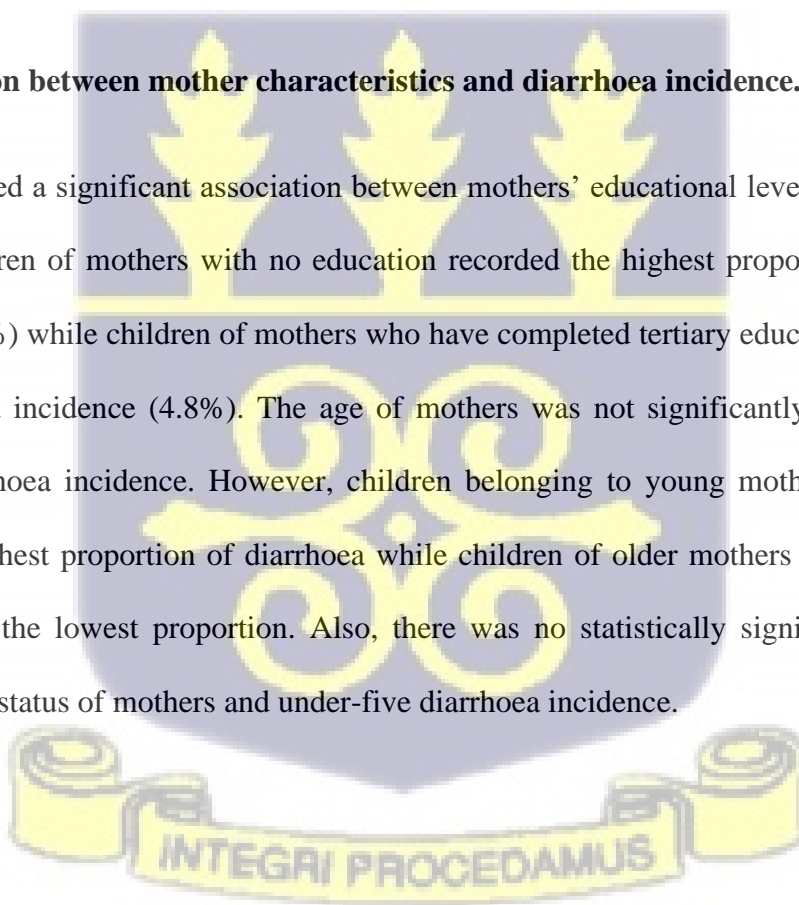 on between mother characteristics and diarrhoea incidence.
ed a significant association between mothers' educational leve
ren of mothers with no education recorded the highest propo
%) while children of mothers who have completed tertiary educ
incidence (4.8%). The age of mothers was not significantly
hoea incidence. However, children belonging to young moth
hest proportion of diarrhoea while children of older mothers
the lowest proportion. Also, there was no statistically signi
status of mothers and under-five diarrhoea incidence.
INTEGRI PROCEDAMUS